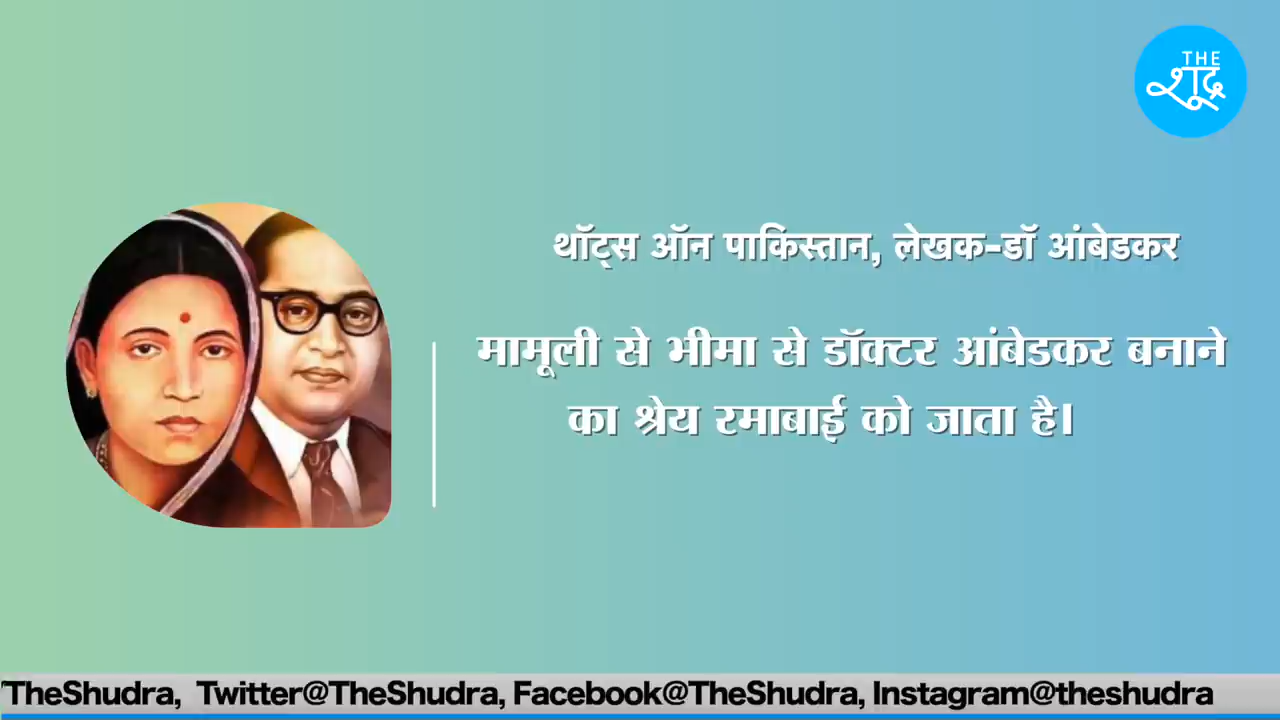 THE
शूद्र
थॉट्स ऑन पाकिस्तान, लेखक-डॉ आंबेडकर
मामूली से भीमा से डॉक्टर आंबेडकर बनाने
का श्रेय रमाबाई को जाता है।
TheShudra, Twitter@TheShudra, Facebook@TheShudra, Instagram@theshudra